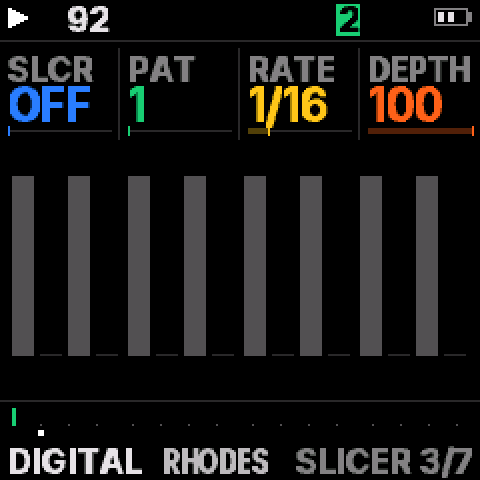 92 2
SLCR PAT RATE DEPTH
OFF 1 1/16 100
DIGITAL RHODES SLICER 3/7